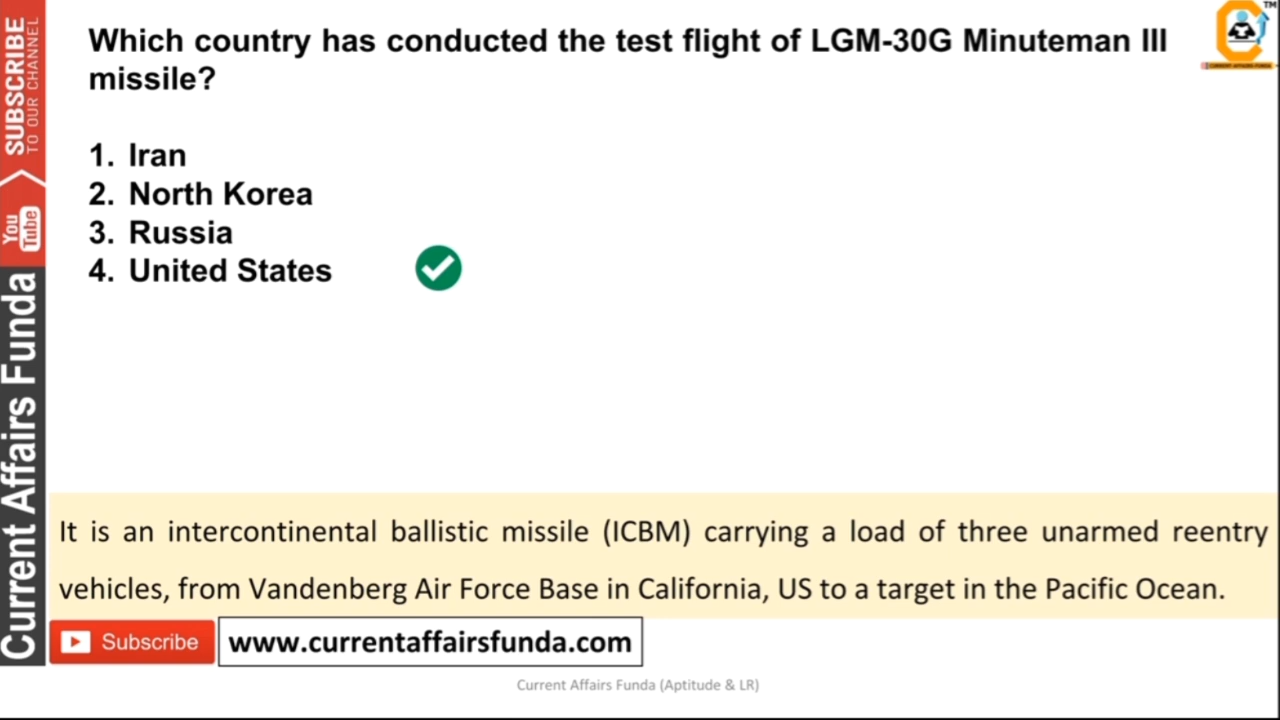 Which country has conducted the test flight of LGM-30G Minuteman III
missile?
1. Iran
2. North Korea
3. Russia
4. United States
It is an intercontinental ballistic missile (ICBM) carrying a load of three unarmed reentry
vehicles, from Vandenberg Air Force Base in California, US to a target in the Pacific Ocean.
Subscribe
www.currentaffairsfunda.com
Current Affairs Funda (Aptitude & LR)
SUBSCRIBE
TO OUR CHANNEL
You
Tube
Current Affairs Funda
TM
CURRENT AFFAIRS FUNDA